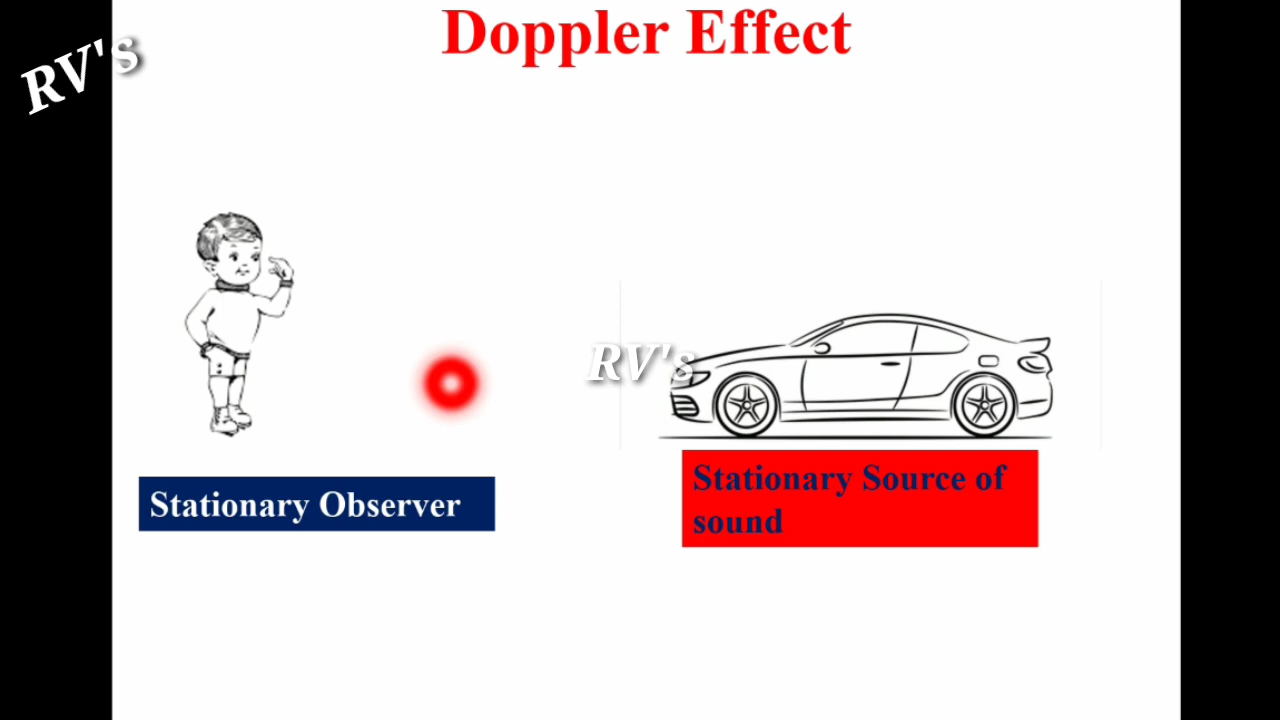 Doppler Effect
RV's
RV's
Stationary Observer
Stationary Source of
sound